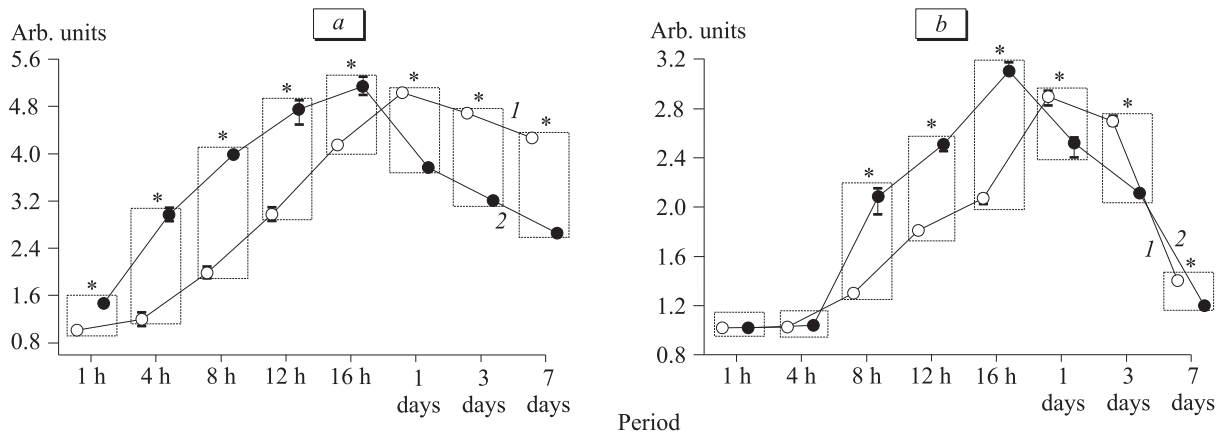 a
Arb. units
5.6
4.8
4.0
3.2
2.4
1.6
0.8
* * * * * * * *
1
2
1 h 4 h 8 h 12 h 16 h 1 3 7
days days days
b
Arb. units
3.2
2.8
2.4
2.0
1.6
1.2
0.8
* * * * * *
1 2
1 h 4 h 8 h 12 h 16 h 1 3 7
days days days
Period